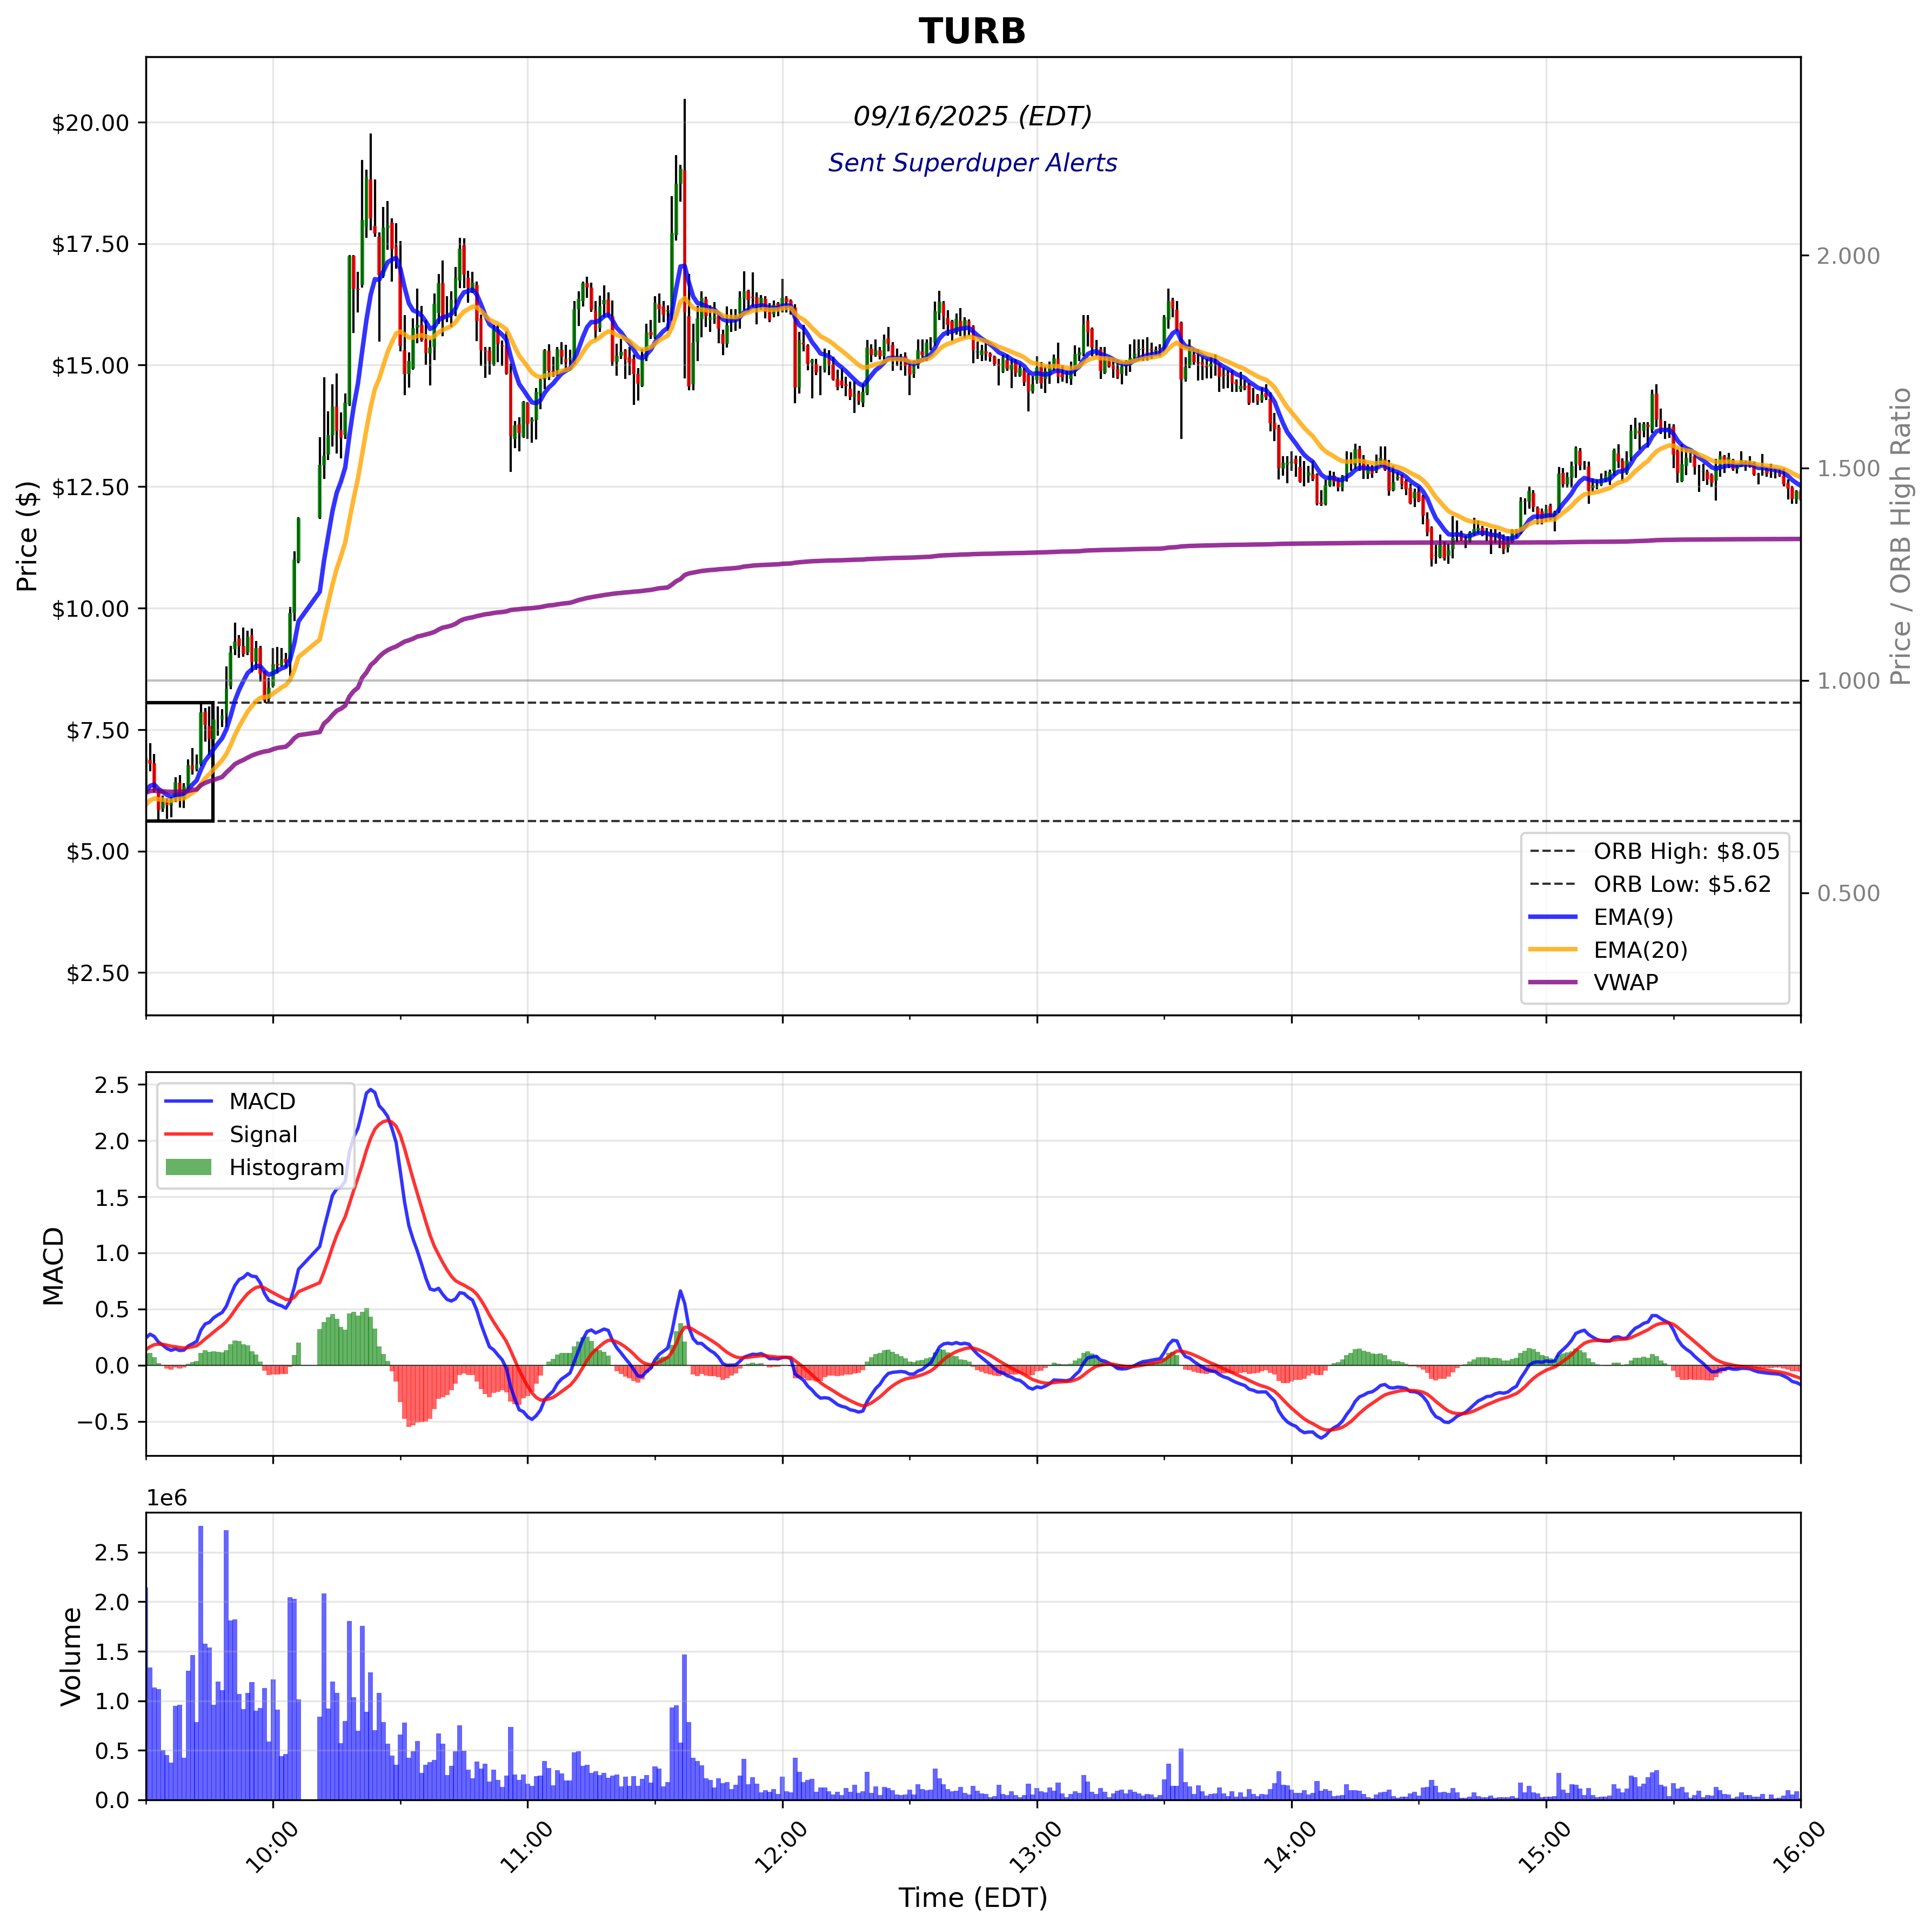 TURB
09/16/2025 (EDT)
Sent Superduper Alerts
Price ($)
$20.00
$17.50
$15.00
$12.50
$10.00
$7.50
$5.00
$2.50
Price / ORB High Ratio
2.000
1.500
1.000
0.500
ORB High: $8.05
ORB Low: $5.62
EMA(9)
EMA(20)
VWAP
MACD
2.5
2.0
1.5
1.0
0.5
0.0
−0.5
MACD
Signal
Histogram
1e6
Volume
2.5
2.0
1.5
1.0
0.5
0.0
10:00
11:00
12:00
13:00
14:00
15:00
16:00
Time (EDT)